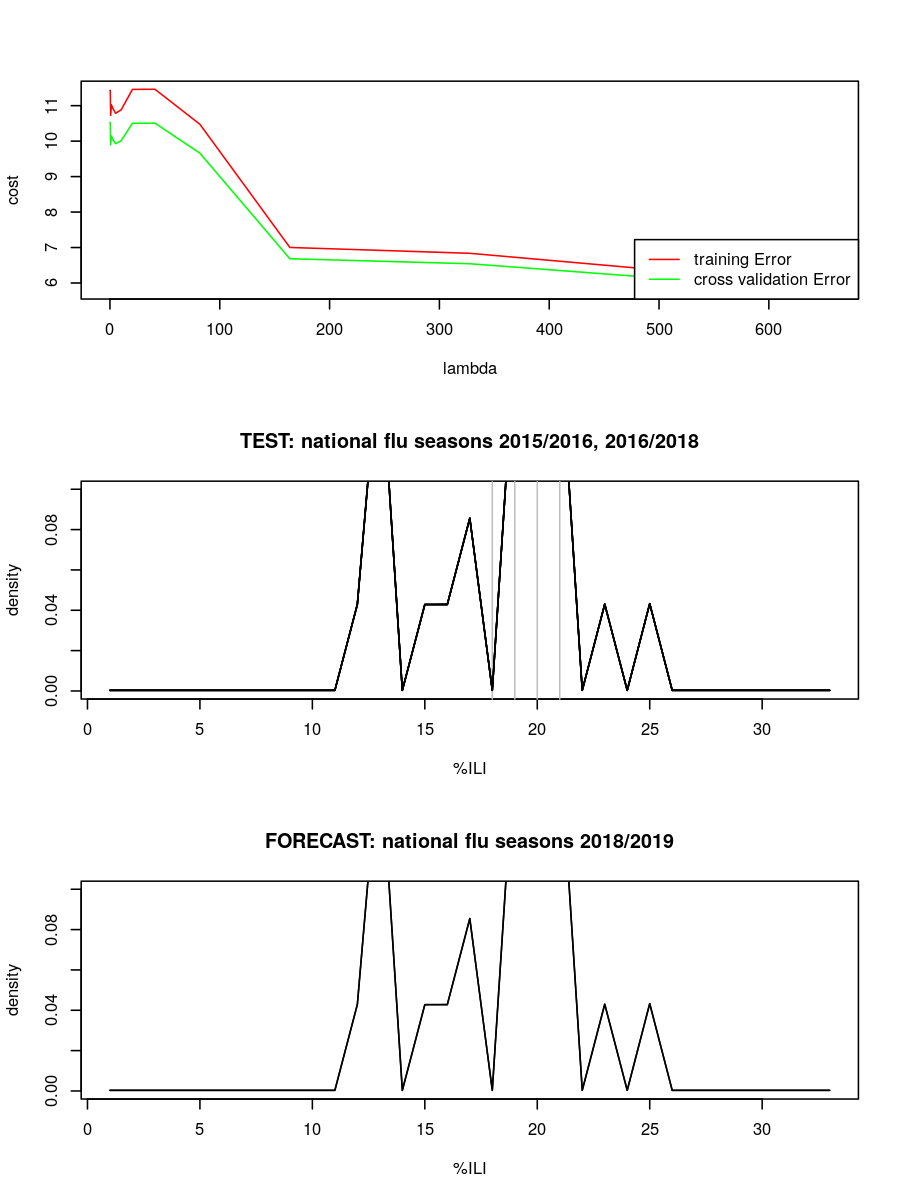 cost
11
10
9
8
7
6
training Error
cross validation Error
0 100 200 300 400 500 600
lambda
TEST: national flu seasons 2015/2016, 2016/2018
density
0.08
0.04
0.00
0 5 10 15 20 25 30
%ILI
FORECAST: national flu seasons 2018/2019
density
0.08
0.04
0.00
0 5 10 15 20 25 30
%ILI